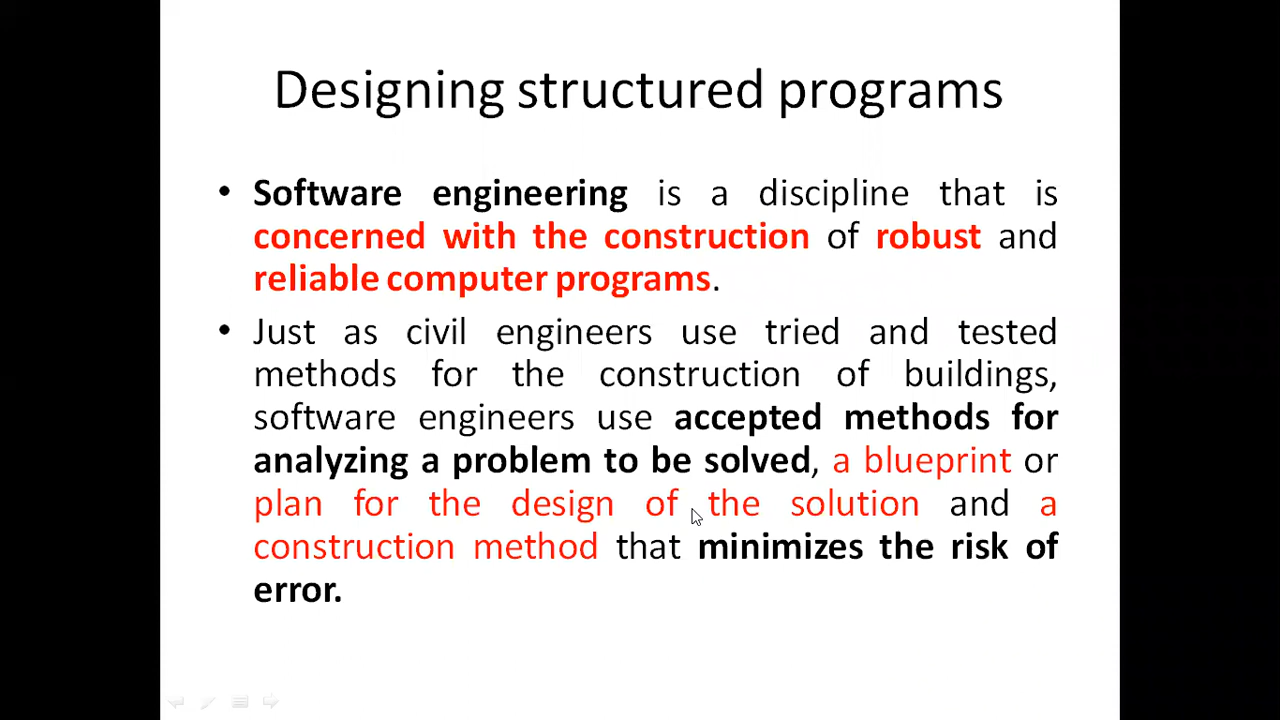 Designing structured programs
• Software engineering is a discipline that is
concerned with the construction of robust and
reliable computer programs.
• Just as civil engineers use tried and tested
methods for the construction of buildings,
software engineers use accepted methods for
analyzing a problem to be solved, a blueprint or
plan for the design of the solution and a
construction method that minimizes the risk of
error.